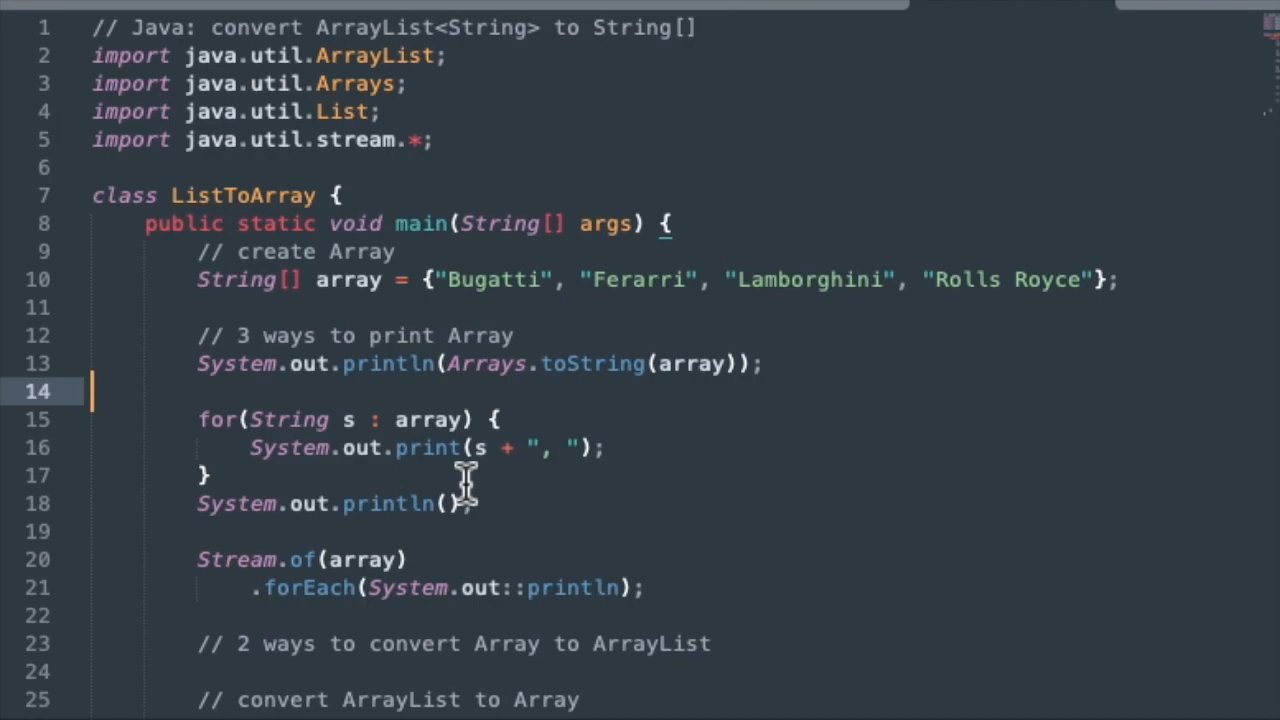 1 // Java: convert ArrayList<String> to String[]
2 import java.util.ArrayList;
3 import java.util.Arrays;
4 import java.util.List;
5 import java.util.stream.*;
6
7 class ListToArray {
8 public static void main(String[] args) {
9 // create Array
10 String[] array = {"Bugatti", "Ferarri", "Lamborghini", "Rolls Royce"};
11
12 // 3 ways to print Array
13 System.out.println(Arrays.toString(array));
14
15 for(String s : array) {
16 System.out.print(s + ", ");
17 }
18 System.out.println();
19
20 Stream.of(array)
21 .forEach(System.out::println);
22
23 // 2 ways to convert Array to ArrayList
24
25 // convert ArrayList to Array